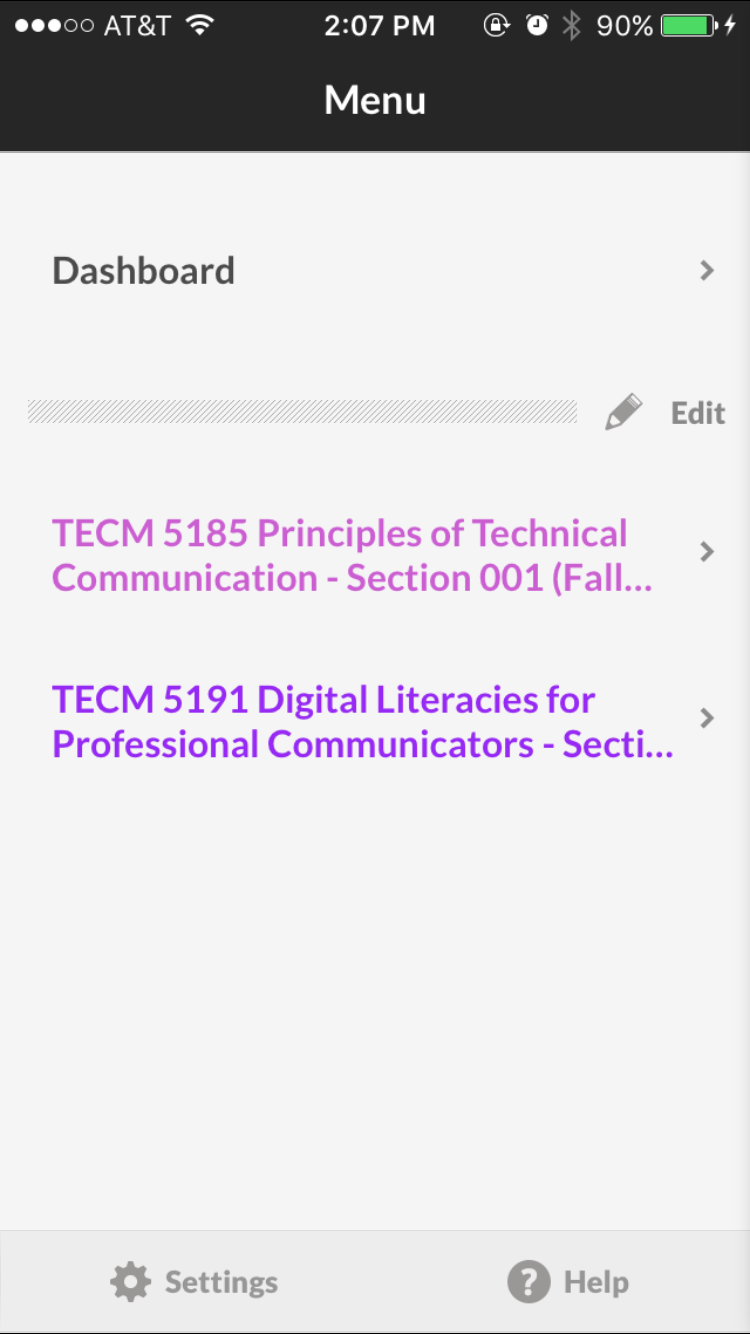 AT&T 2:07 PM 90%
Menu
Dashboard
Edit
TECM 5185 Principles of Technical
Communication - Section 001 (Fall...
TECM 5191 Digital Literacies for
Professional Communicators - Secti...
Settings Help